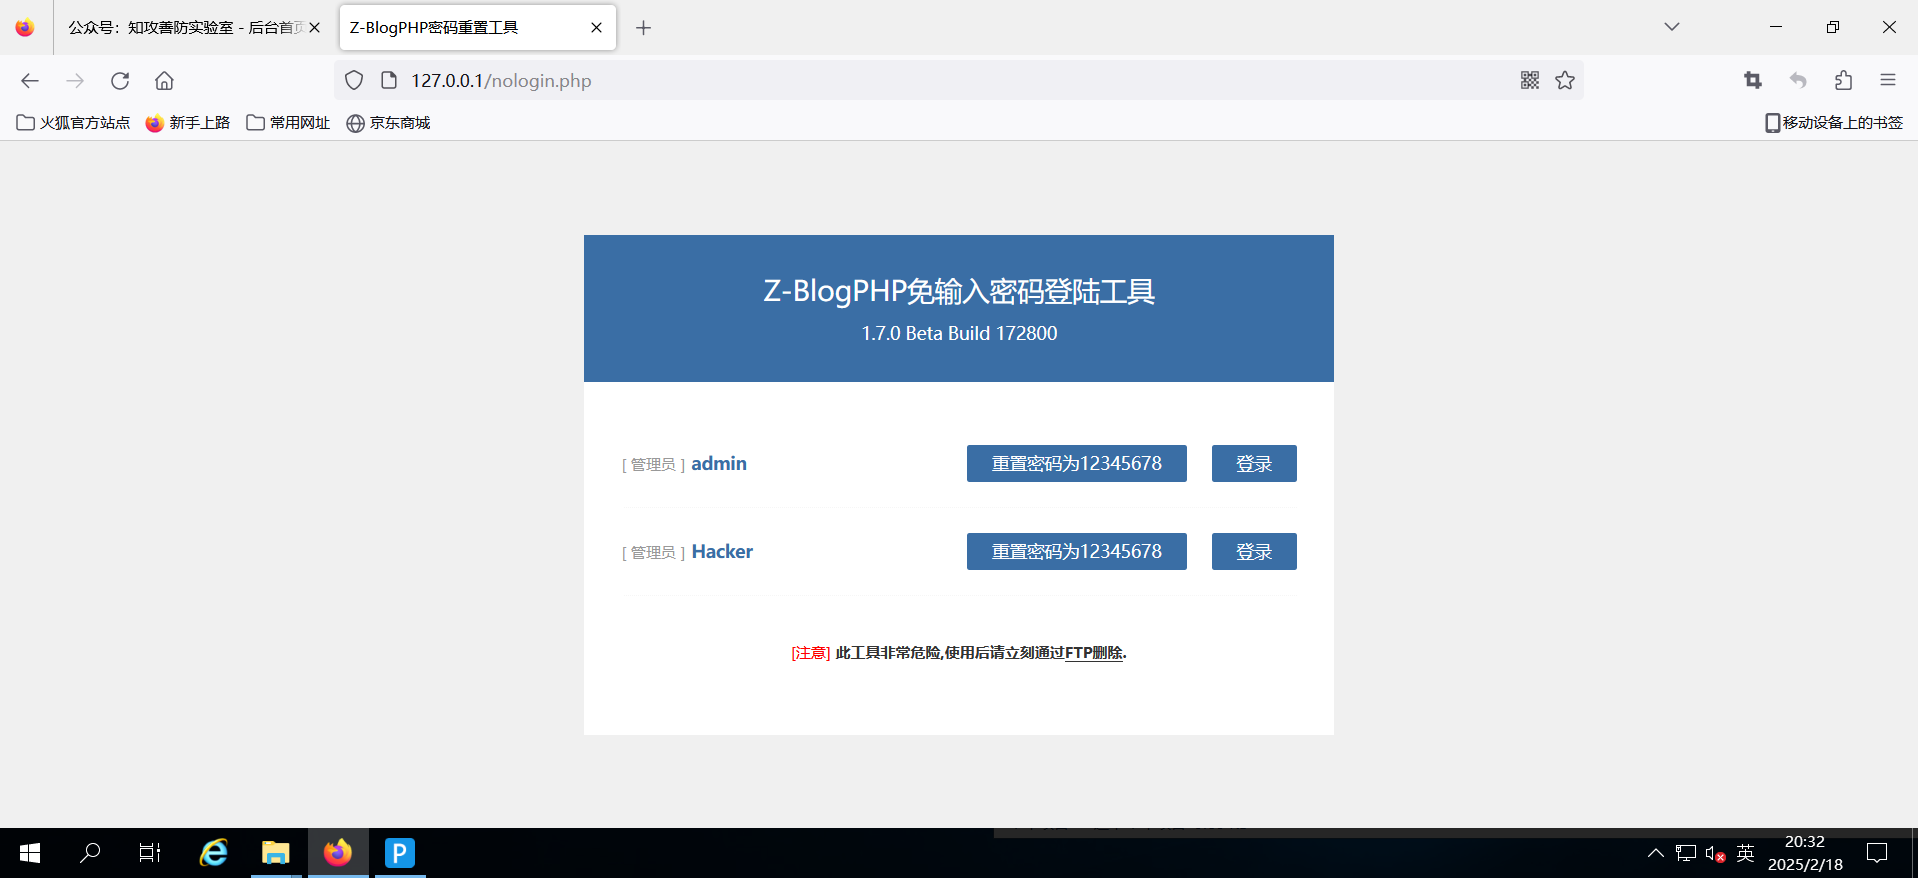 公众号：知攻善防实验室 - 后台首页
Z-BlogPHP密码重置工具
127.0.0.1/nologin.php
火狐官方站点
新手上路
常用网址
京东商城
移动设备上的书签
Z-BlogPHP免输入密码登陆工具
1.7.0 Beta Build 172800
[ 管理员 ] admin
重置密码为12345678
登录
[ 管理员 ] Hacker
重置密码为12345678
登录
[注意] 此工具非常危险,使用后请立刻通过FTP删除.
英
20:32
2025/2/18